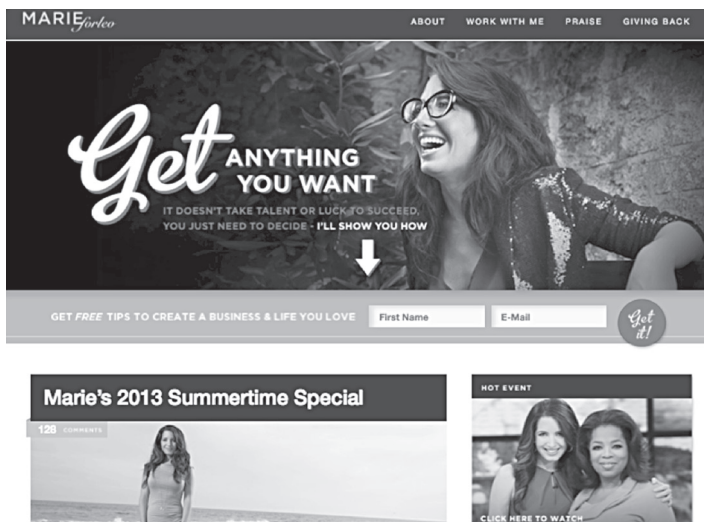 MARIE forleo
ABOUT WORK WITH ME PRAISE GIVING BACK
Get ANYTHING
YOU WANT
IT DOESN'T TAKE TALENT OR LUCK TO SUCCEED,
YOU JUST NEED TO DECIDE - I'LL SHOW YOU HOW
GET FREE TIPS TO CREATE A BUSINESS & LIFE YOU LOVE
First Name
E-Mail
Get
it!
Marie's 2013 Summertime Special
128 COMMENTS
HOT EVENT
CLICK HERE TO WATCH